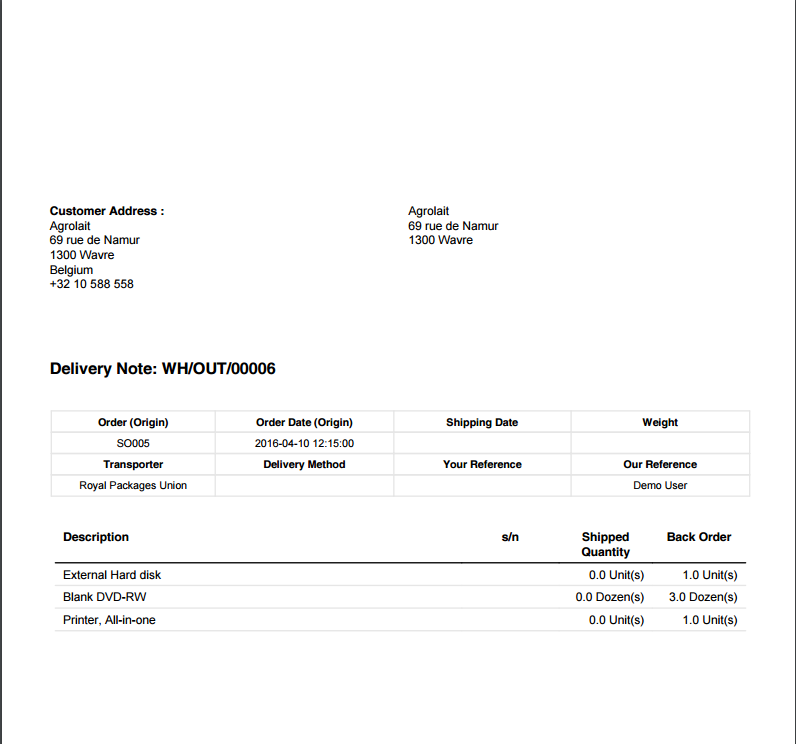 Customer Address :
Agrolait
69 rue de Namur
1300 Wavre
Belgium
+32 10 588 558
Agrolait
69 rue de Namur
1300 Wavre
Delivery Note: WH/OUT/00006
Order (Origin) Order Date (Origin) Shipping Date Weight
SO005 2016-04-10 12:15:00
Transporter Delivery Method Your Reference Our Reference
Royal Packages Union Demo User
Description s/n Shipped Quantity Back Order
External Hard disk 0.0 Unit(s) 1.0 Unit(s)
Blank DVD-RW 0.0 Dozen(s) 3.0 Dozen(s)
Printer, All-in-one 0.0 Unit(s) 1.0 Unit(s)